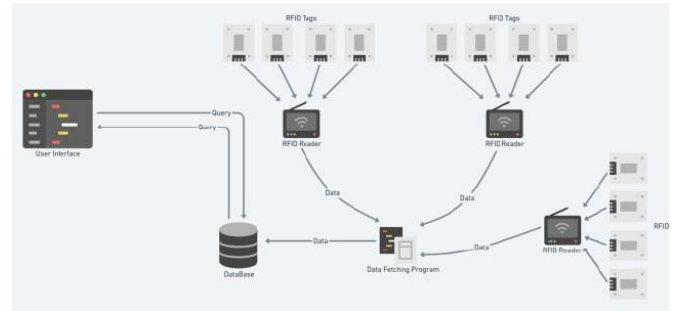 RFID Tags
RFID Tags
Query
Query
User Interface
RFID Reader
RFID Reader
Data
Data
RFID
Data
Data
RFID Reader
DataBase
Data Fetching Program